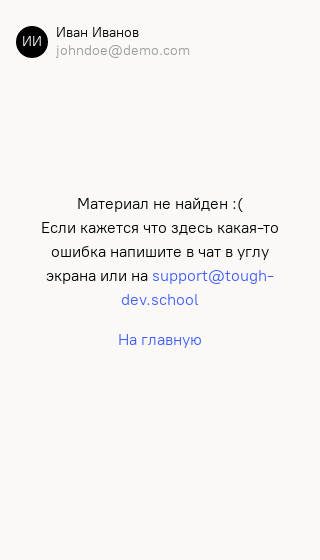 ИИ
Иван Иванов
johndoe@demo.com
Материал не найден :(
Если кажется что здесь какая-то
ошибка напишите в чат в углу
экрана или на support@tough-
dev.school
На главную